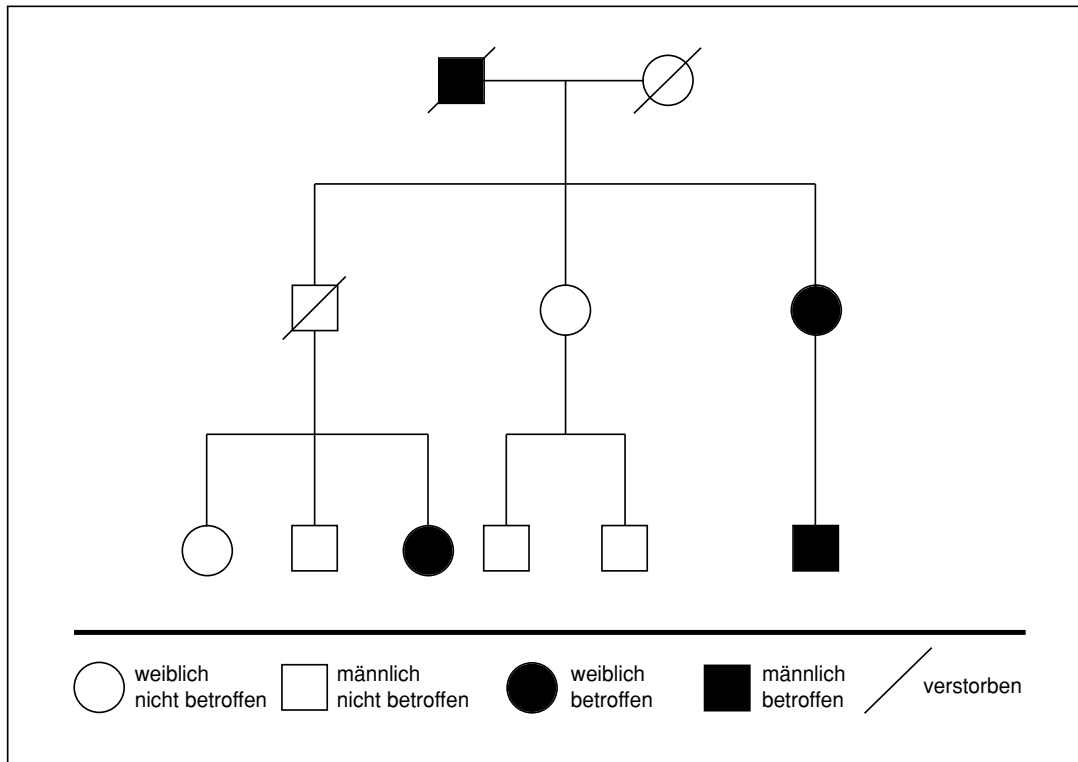 weiblich
nicht betroffen
männlich
nicht betroffen
weiblich
betroffen
männlich
betroffen
verstorben